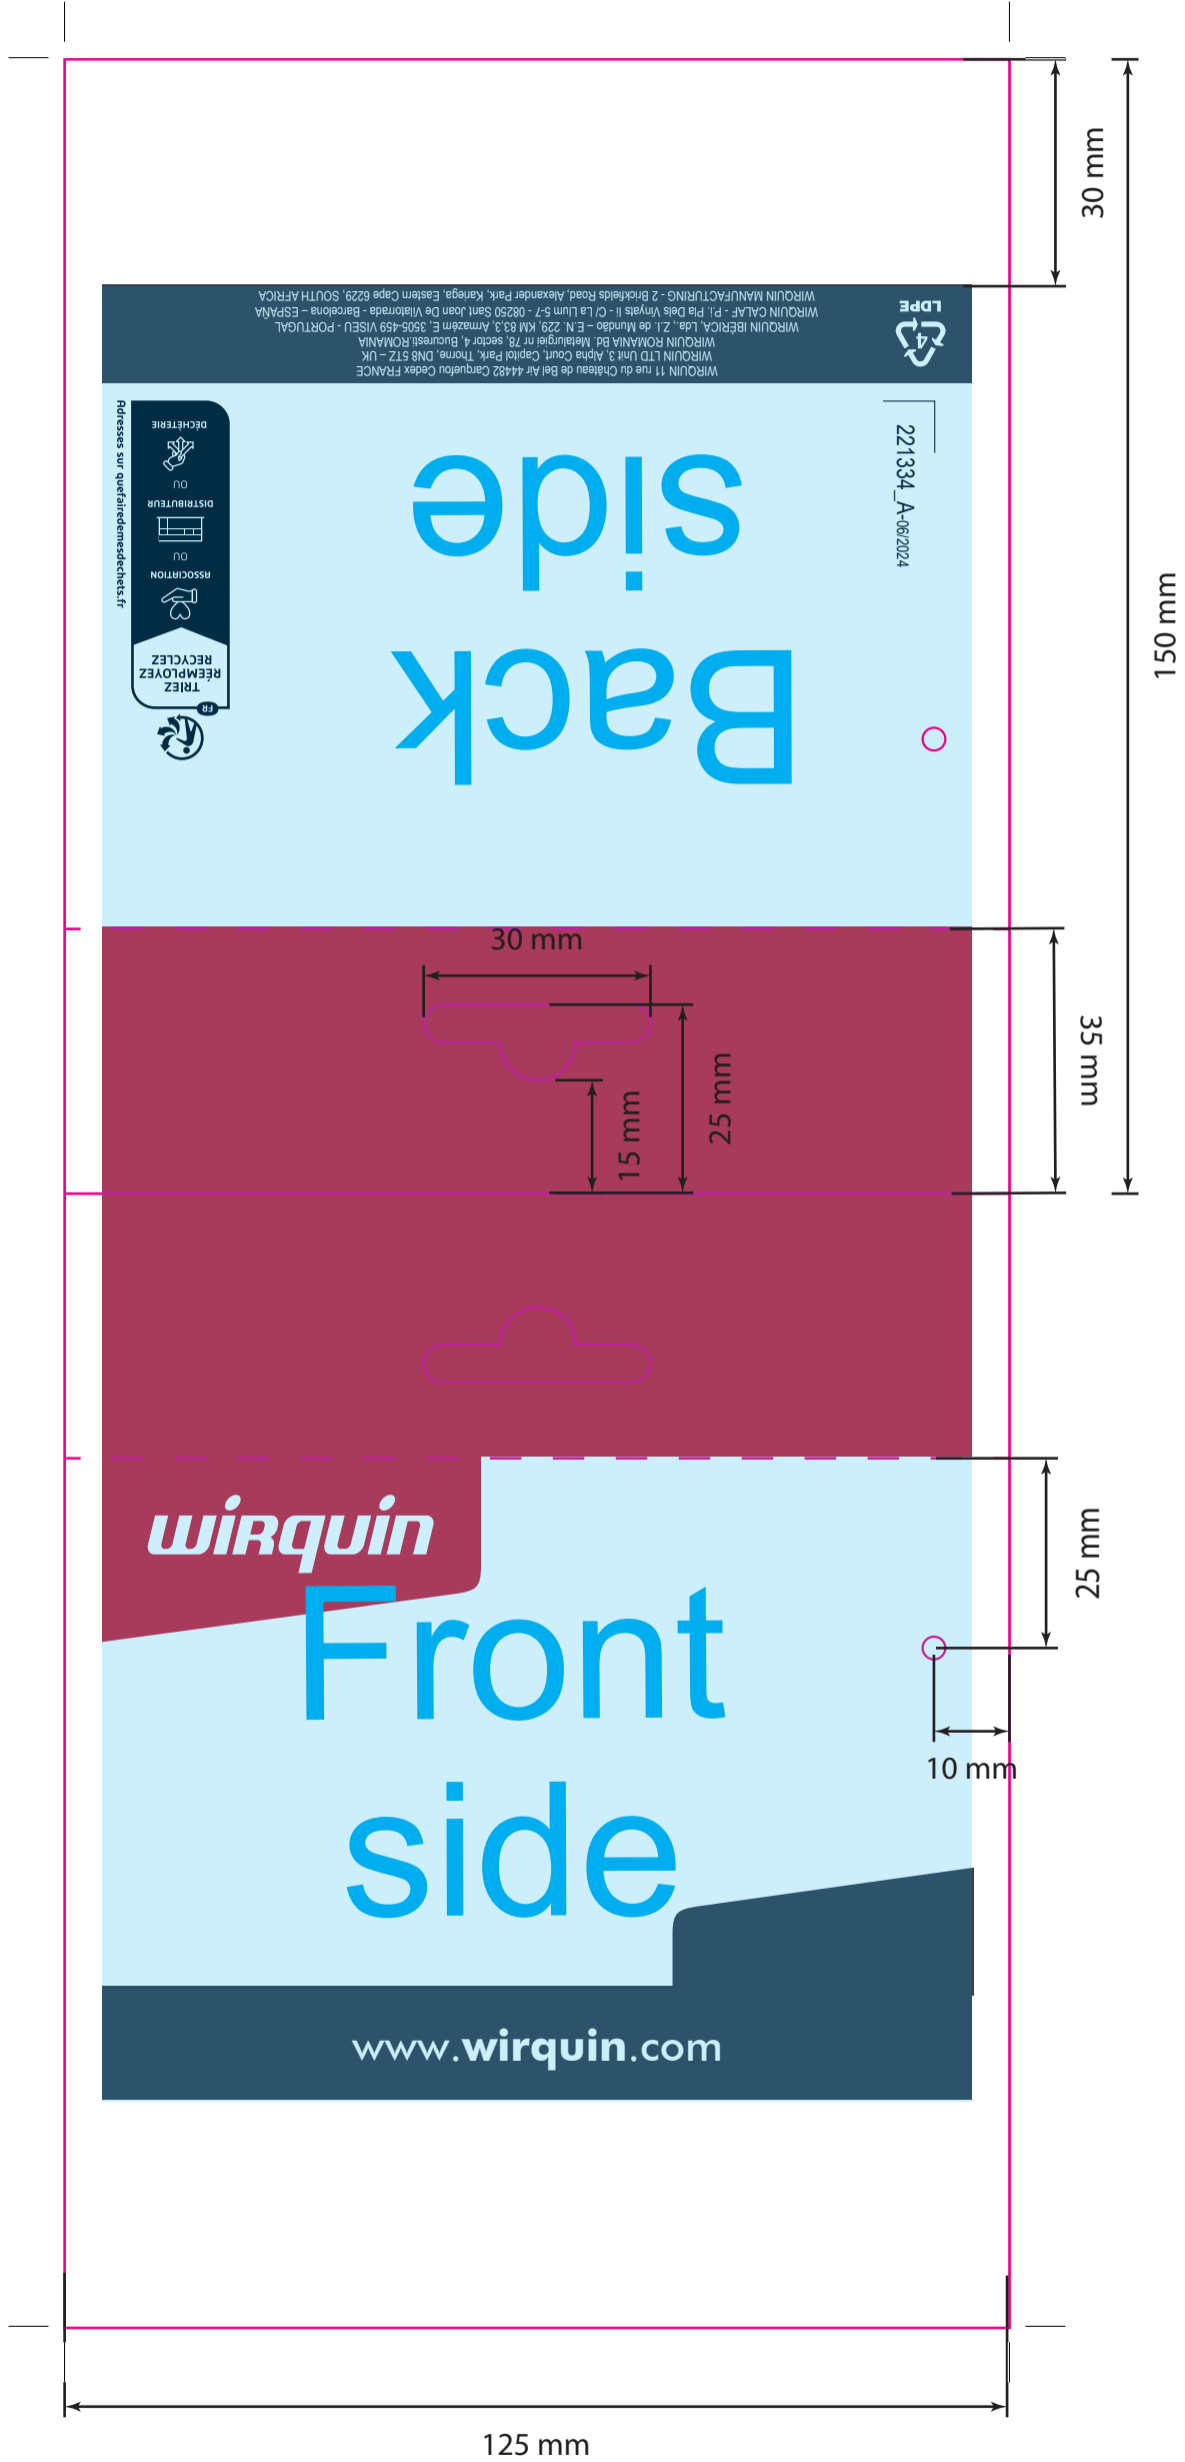 30 mm
150 mm
WIRQUIN 11 rue du Château de Bel Air 44482 Carquefou Cedex FRANCE
WIRQUIN LTD Unit 3, Alpha Court, Capitol Park, Thorne, DN8 5TZ – UK
WIRQUIN ROMANIA Bd. Metalurgiei nr 78, sector 4, Bucuresti.ROMANIA
WIRQUIN IBÉRICA, Lda., Z.I. de Mundão – E.N. 229, KM 83,3, Armazém E, 3505-459 VISEU - PORTUGAL
WIRQUIN CALAF - P.i. Pla Dels Vinyats Ii - C/ La Llum 5-7 - 08250 Sant Joan De Vilatorrada - Barcelona – ESPAÑA
WIRQUIN MANUFACTURING - 2 Brickfields Road, Alexander Park, Kariega, Eastern Cape 6229, SOUTH AFRICA
4
LDPE
221334_A-06/2024
Back
side
FR
TRIEZ
RÉEMPLOYEZ
RECYCLEZ
ASSOCIATION
OU
DISTRIBUTEUR
OU
DÉCHÈTERIE
Adresses sur quefairedemesdechets.fr
30 mm
15 mm
25 mm
35 mm
wirquin
Front
side
25 mm
10 mm
www.wirquin.com
125 mm